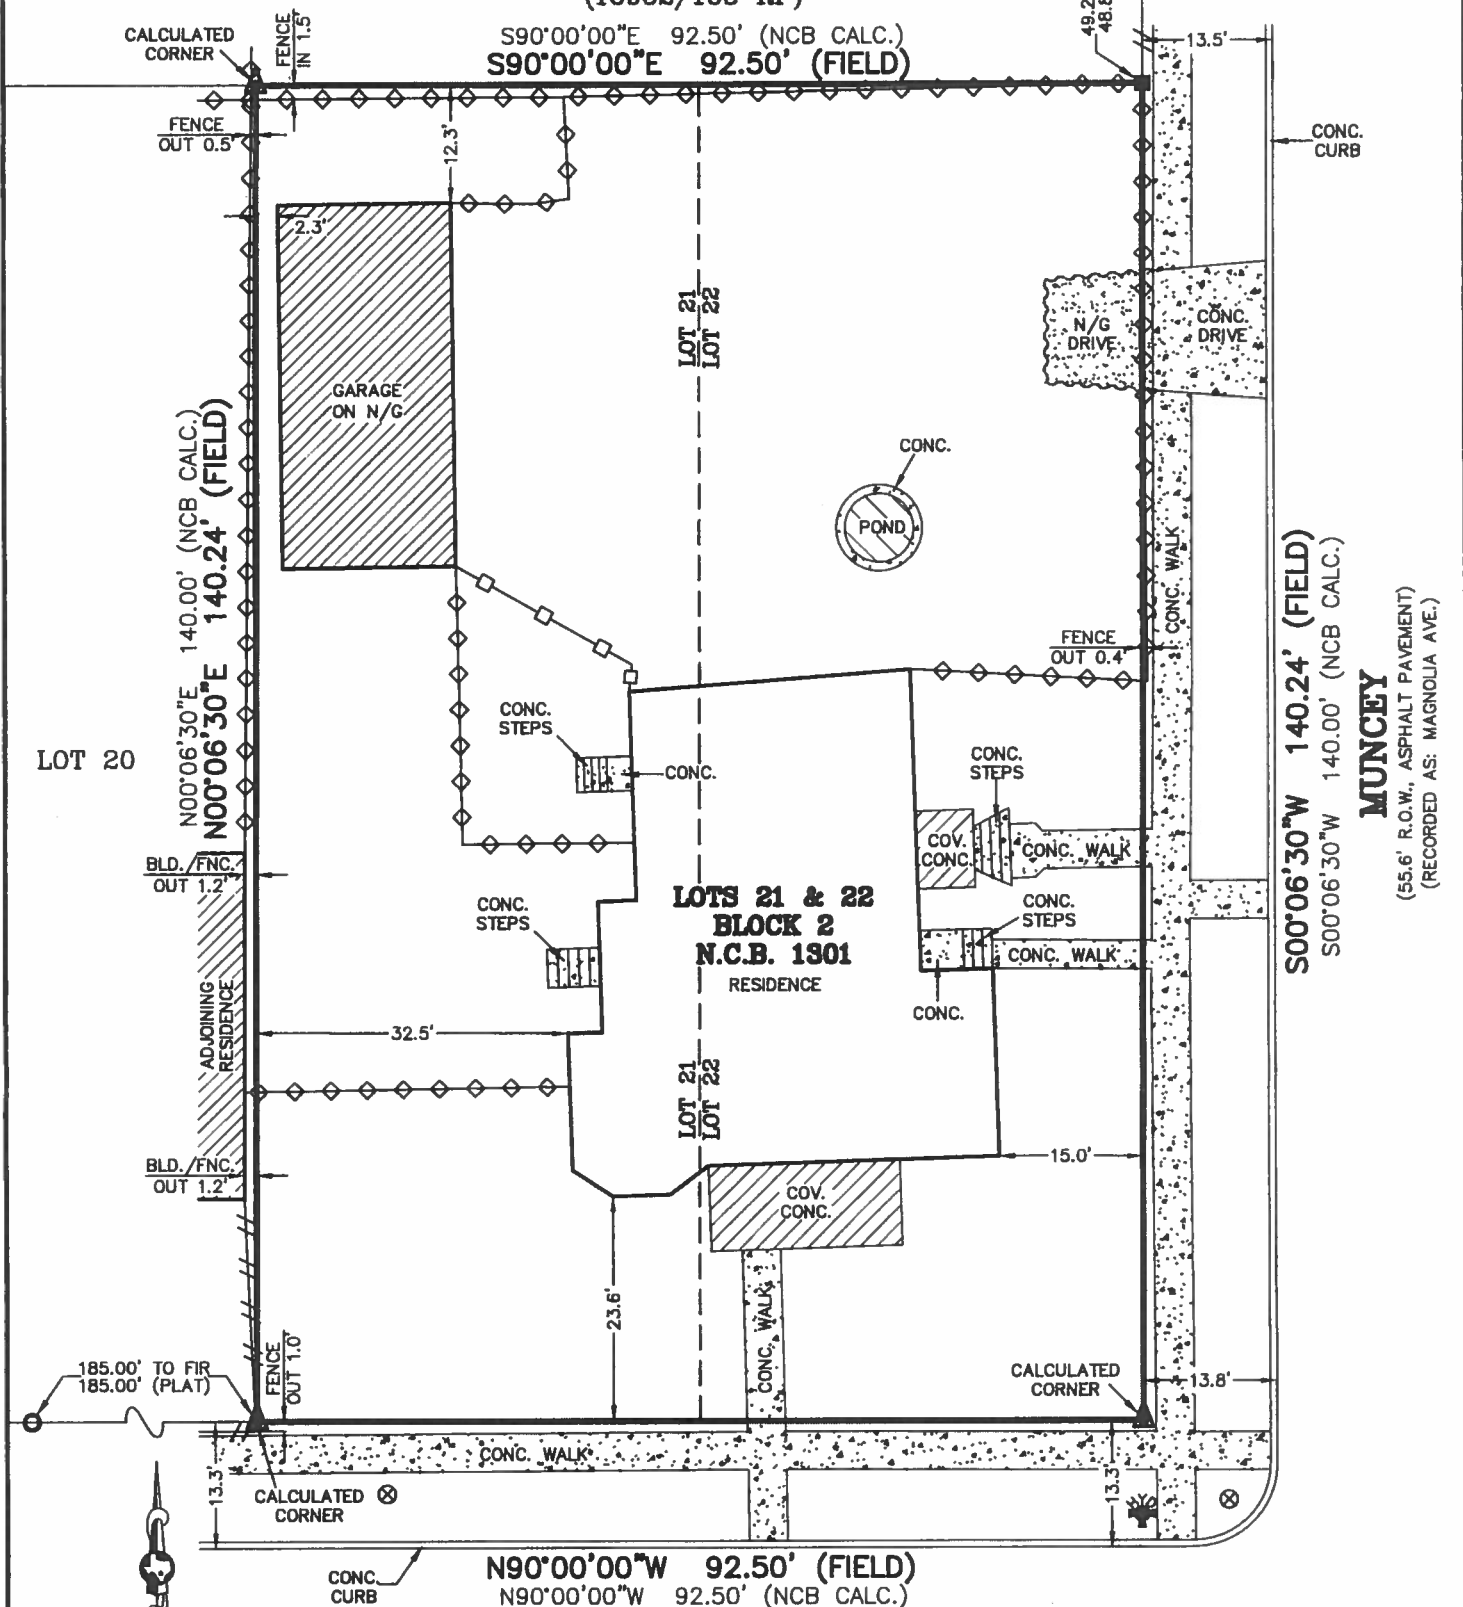 S90°00'00"E 92.50' (NCB CALC.)
S90°00'00"E 92.50' (FIELD)
CALCULATED
CORNER
FENCE
IN 1.5'
13.5'
FENCE
OUT 0.5'
12.3'
CONC.
CURB
2.3'
LOT 21
LOT 22
N/G
DRIVE
CONC.
DRIVE
GARAGE
ON N/G
CONC.
POND
N00°06'30"E 140.00' (NCB CALC.)
N00°06'30"E 140.24' (FIELD)
CONC. WALK
FENCE
OUT 0.4'
S00°06'30"W 140.24' (FIELD)
S00°06'30"W 140.00' (NCB CALC.)
MUNCEY
(55.6' R.O.W., ASPHALT PAVEMENT)
(RECORDED AS: MAGNOLIA AVE.)
LOT 20
CONC.
STEPS
CONC.
CONC.
STEPS
COV.
CONC.
CONC. WALK
BLD./FNC.
OUT 1.2'
LOTS 21 & 22
BLOCK 2
N.C.B. 1301
RESIDENCE
CONC.
STEPS
CONC.
STEPS
CONC. WALK
CONC.
ADJOINING
RESIDENCE
32.5'
LOT 21
LOT 22
BLD./FNC.
OUT 1.2'
15.0'
COV.
CONC.
23.6'
CONC. WALK
FENCE
OUT 1.0'
185.00' TO FIR
185.00' (PLAT)
CALCULATED
CORNER
13.8'
CONC. WALK
13.3'
13.3'
CALCULATED
CORNER
CONC.
CURB
N90°00'00"W 92.50' (FIELD)
N90°00'00"W 92.50' (NCB CALC.)